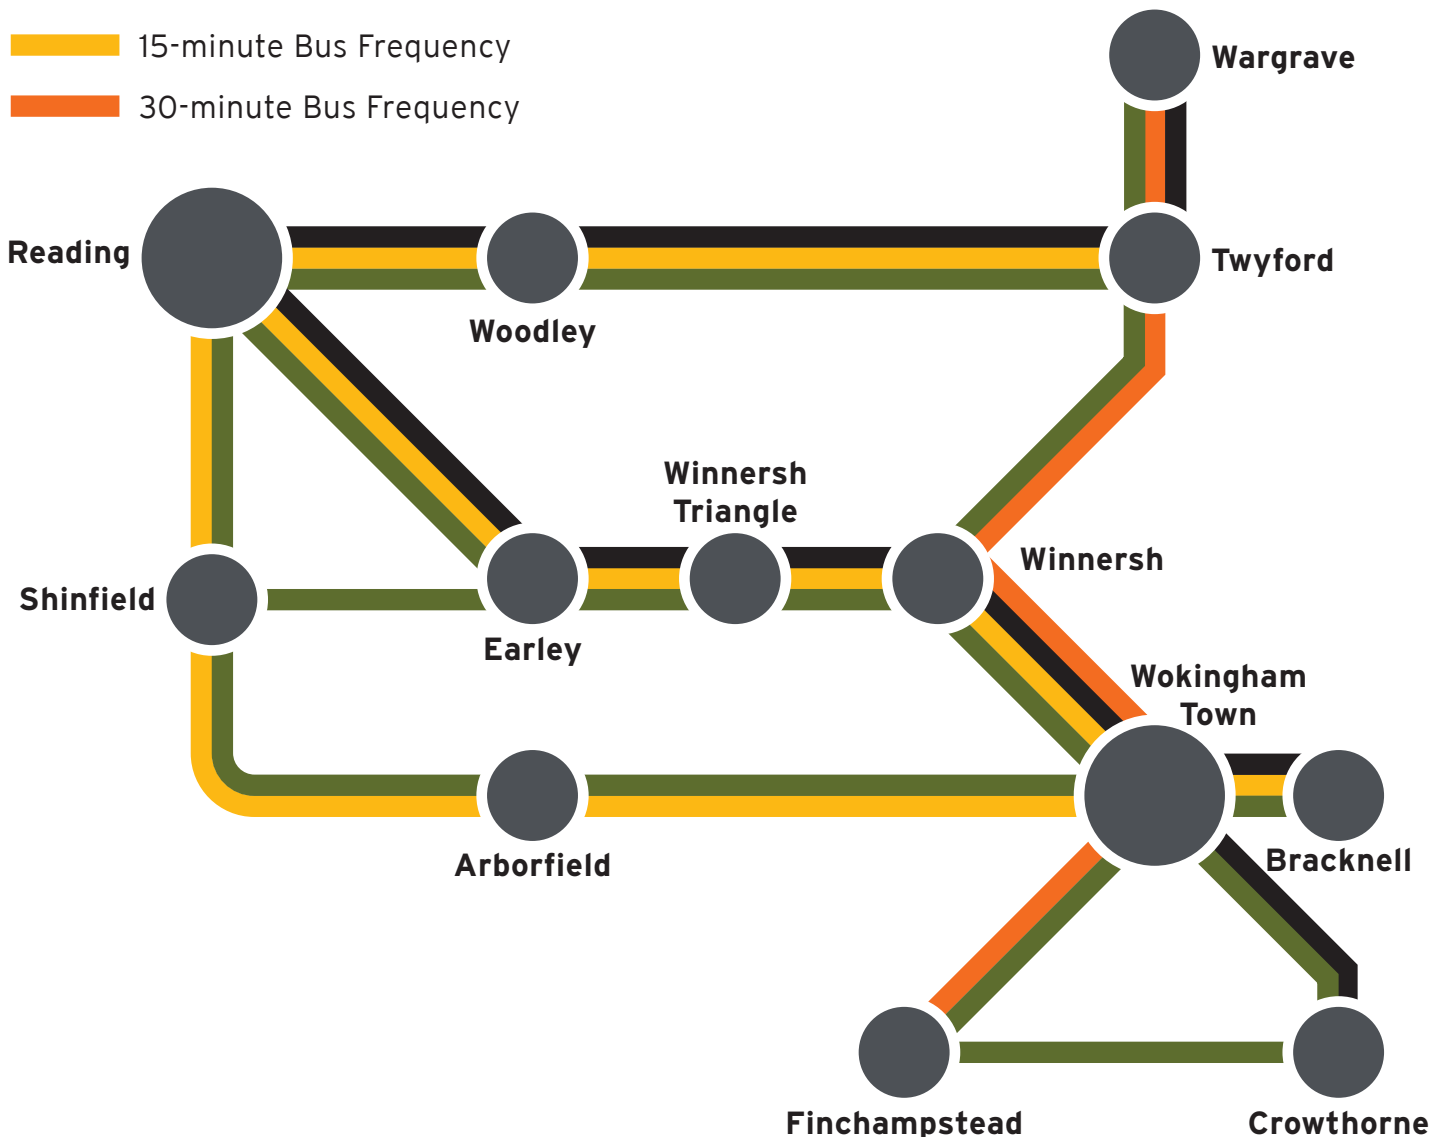 15-minute Bus Frequency
30-minute Bus Frequency
Wargrave
Reading
Twyford
Woodley
Winnersh
Triangle
Winnersh
Shinfield
Earley
Wokingham
Town
Arborfield
Bracknell
Finchampstead
Crowthorne